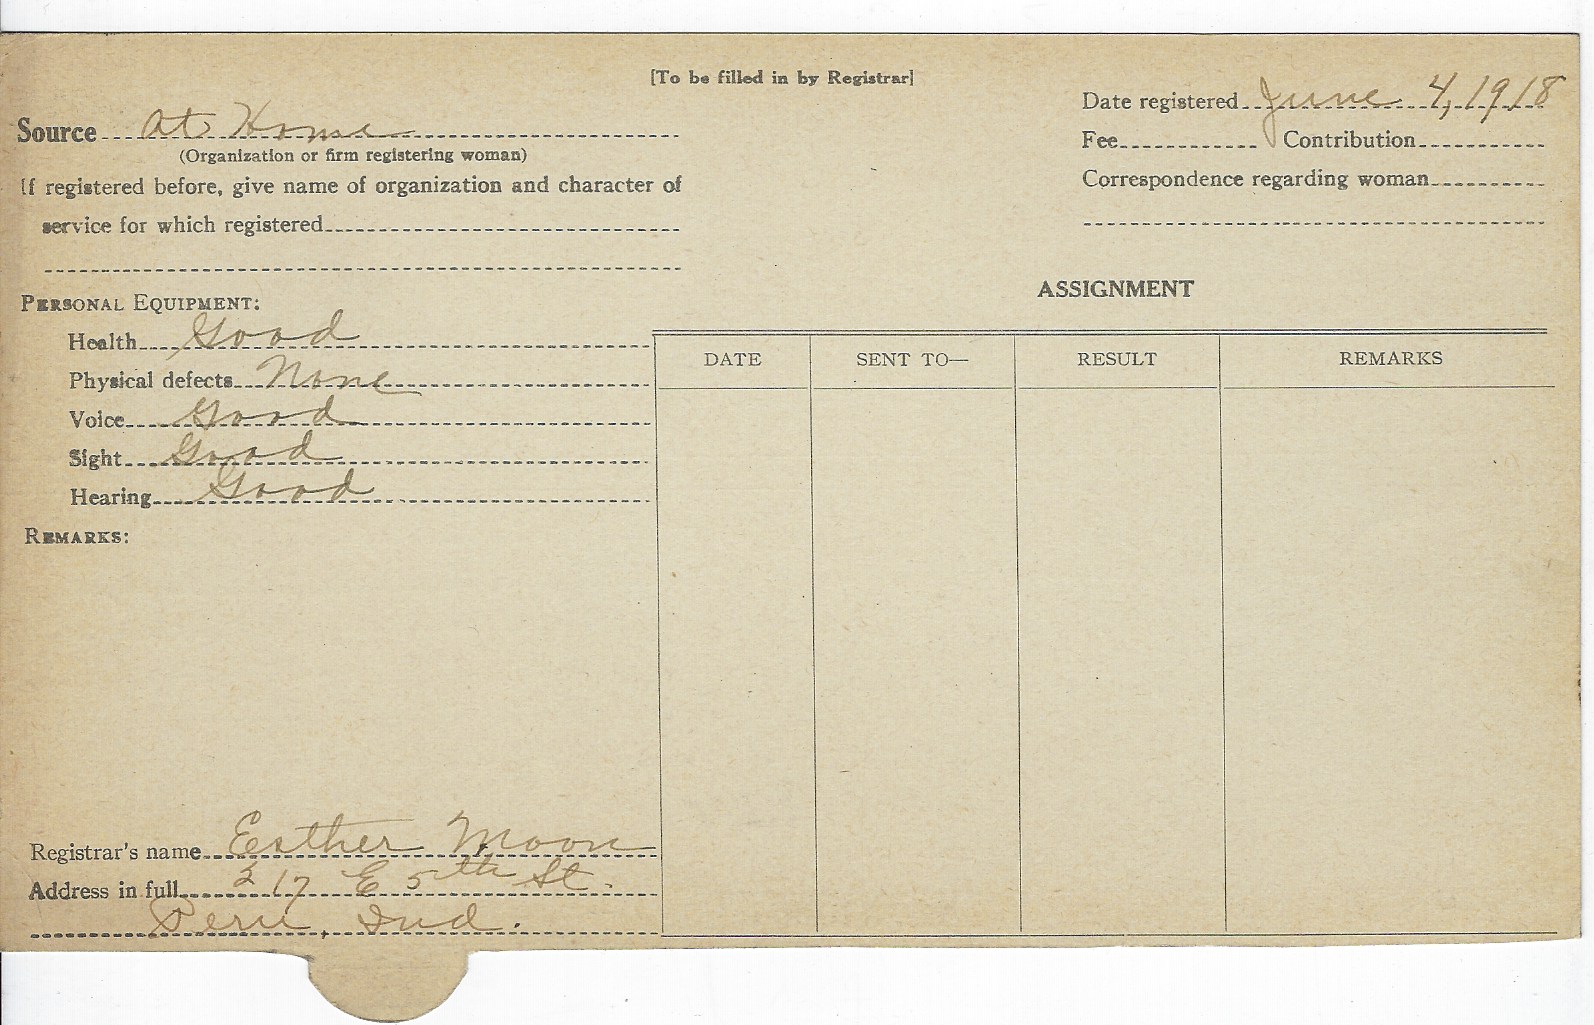 [To be filled in by Registrar]
Source at Home
(Organization or firm registering woman)
If registered before, give name of organization and character of
service for which registered
Date registered June 4, 1918
Fee Contribution
Correspondence regarding woman
PERSONAL EQUIPMENT:
Health Good
Physical defects None
Voice Good
Sight Good
Hearing Good
REMARKS:
ASSIGNMENT
DATE SENT TO— RESULT REMARKS
Registrar's name Esther Moon
Address in full 217 E 5th St.
Peru, Ind.